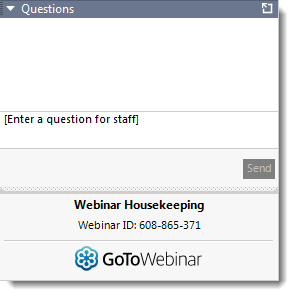 Questions
[Enter a question for staff]
Send
Webinar Housekeeping
Webinar ID: 608-865-371
GoToWebinar